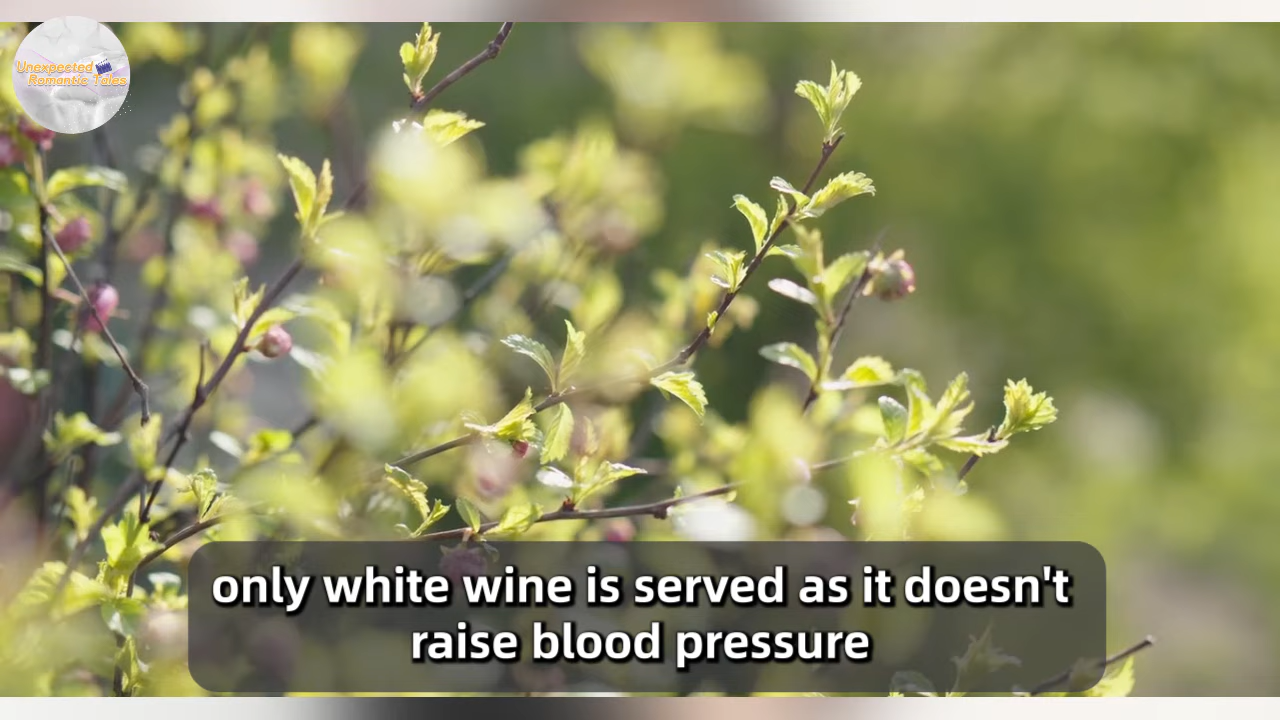 Unexpected
Romantic Tales
only white wine is served as it doesn't
raise blood pressure